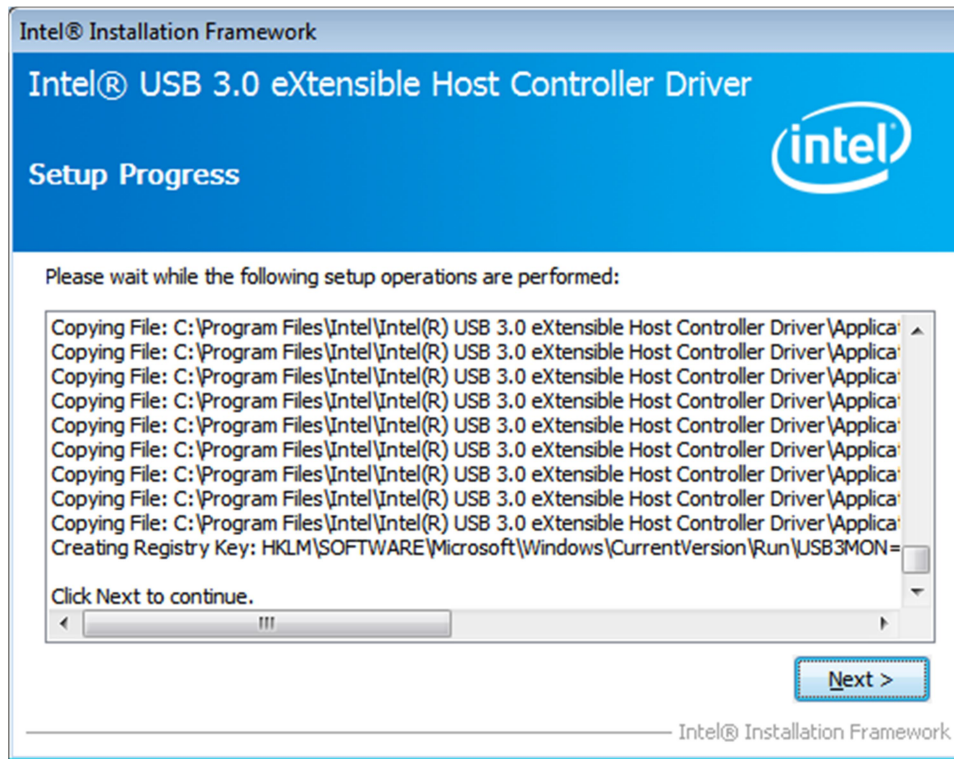 Intel® Installation Framework
Intel® USB 3.0 eXtensible Host Controller Driver
intel
Setup Progress
Please wait while the following setup operations are performed:
Copying File: C:\Program Files\Intel\Intel(R) USB 3.0 eXtensible Host Controller Driver\Applica
Copying File: C:\Program Files\Intel\Intel(R) USB 3.0 eXtensible Host Controller Driver\Applica
Copying File: C:\Program Files\Intel\Intel(R) USB 3.0 eXtensible Host Controller Driver\Applica
Copying File: C:\Program Files\Intel\Intel(R) USB 3.0 eXtensible Host Controller Driver\Applica
Copying File: C:\Program Files\Intel\Intel(R) USB 3.0 eXtensible Host Controller Driver\Applica
Copying File: C:\Program Files\Intel\Intel(R) USB 3.0 eXtensible Host Controller Driver\Applica
Copying File: C:\Program Files\Intel\Intel(R) USB 3.0 eXtensible Host Controller Driver\Applica
Copying File: C:\Program Files\Intel\Intel(R) USB 3.0 eXtensible Host Controller Driver\Applica
Copying File: C:\Program Files\Intel\Intel(R) USB 3.0 eXtensible Host Controller Driver\Applica
Creating Registry Key: HKLM\SOFTWARE\Microsoft\Windows\CurrentVersion\Run\USB3MON=
Click Next to continue.
Next >
Intel® Installation Framework